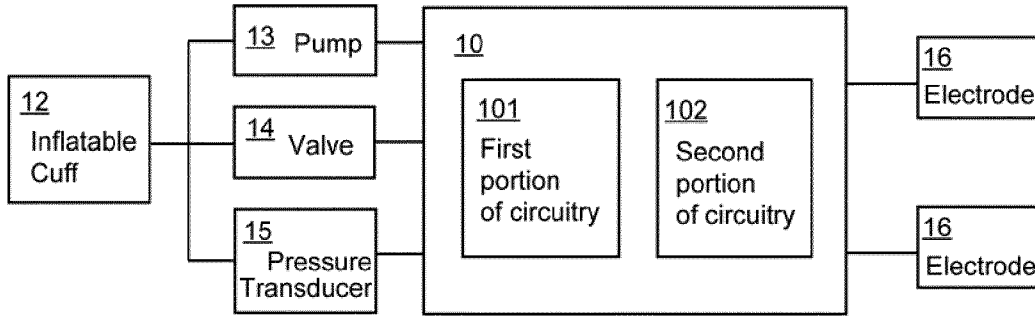 12
Inflatable
Cuff
13 Pump
14 Valve
15
Pressure
Transducer
10
101
First
portion
of circuitry
102
Second
portion
of circuitry
16
Electrode
16
Electrode